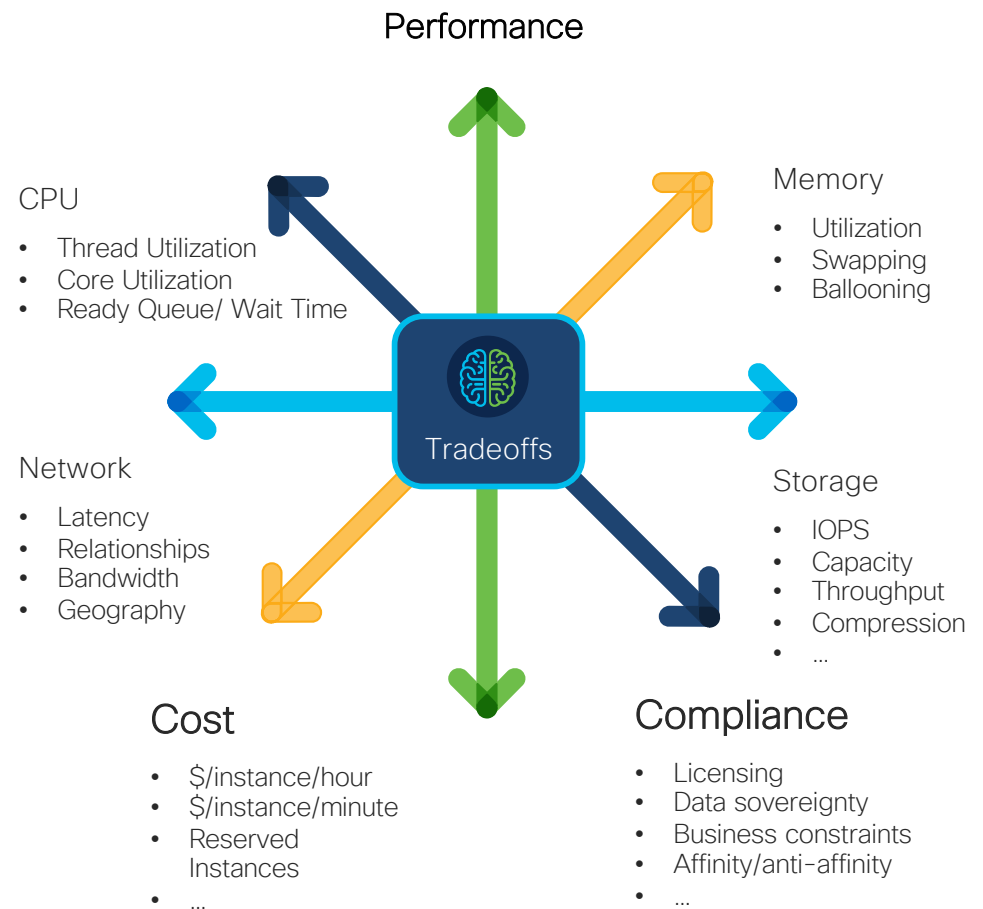 Performance
CPU
• Thread Utilization
• Core Utilization
• Ready Queue/ Wait Time
Memory
• Utilization
• Swapping
• Ballooning
Tradeoffs
Network
• Latency
• Relationships
• Bandwidth
• Geography
Storage
• IOPS
• Capacity
• Throughput
• Compression
• ...
Cost
• $/instance/hour
• $/instance/minute
• Reserved
Instances
• ...
Compliance
• Licensing
• Data sovereignty
• Business constraints
• Affinity/anti-affinity
• ...